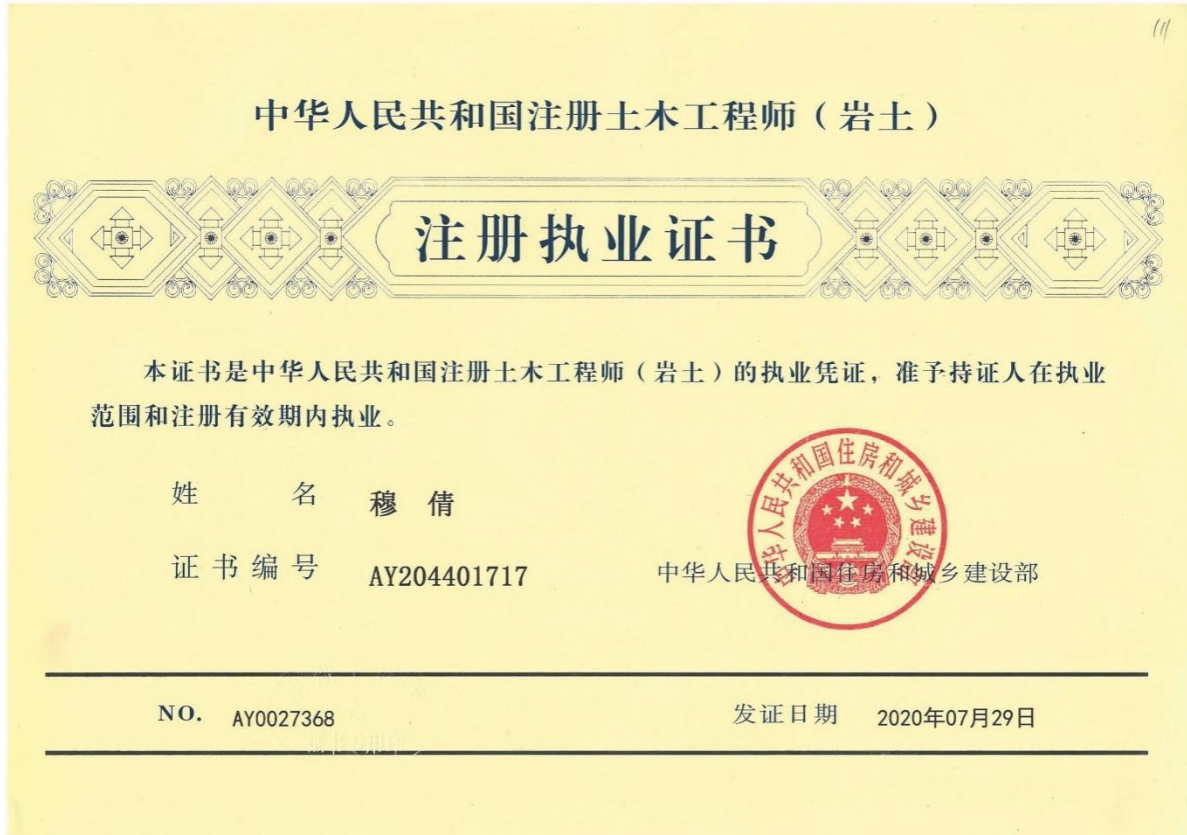 111
中华人民共和国注册土木工程师（岩土）
注册执业证书
本证书是中华人民共和国注册土木工程师（岩土）的执业凭证，准予持证人在执业
范围和注册有效期内执业。
中华人民共和国住房和城乡建设部
姓 名 穆 倩
证书编号 AY204401717
中华人民共和国住房和城乡建设部
NO. AY0027368
发证日期 2020年07月29日